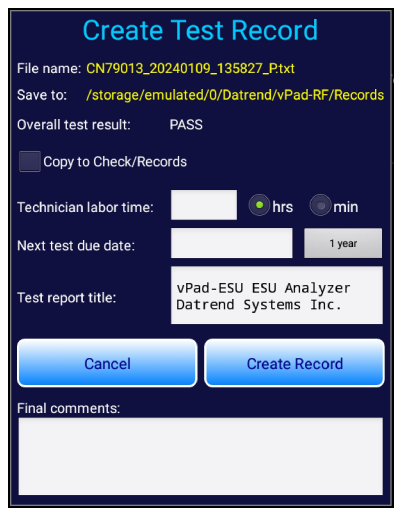 Create Test Record
File name: CN79013_20240109_135827_P.txt
Save to: /storage/emulated/0/Datrend/vPad-RF/Records
Overall test result: PASS
Copy to Check/Records
Technician labor time: hrs min
Next test due date: 1 year
Test report title: vPad-ESU ESU Analyzer
Datrend Systems Inc.
Cancel Create Record
Final comments: